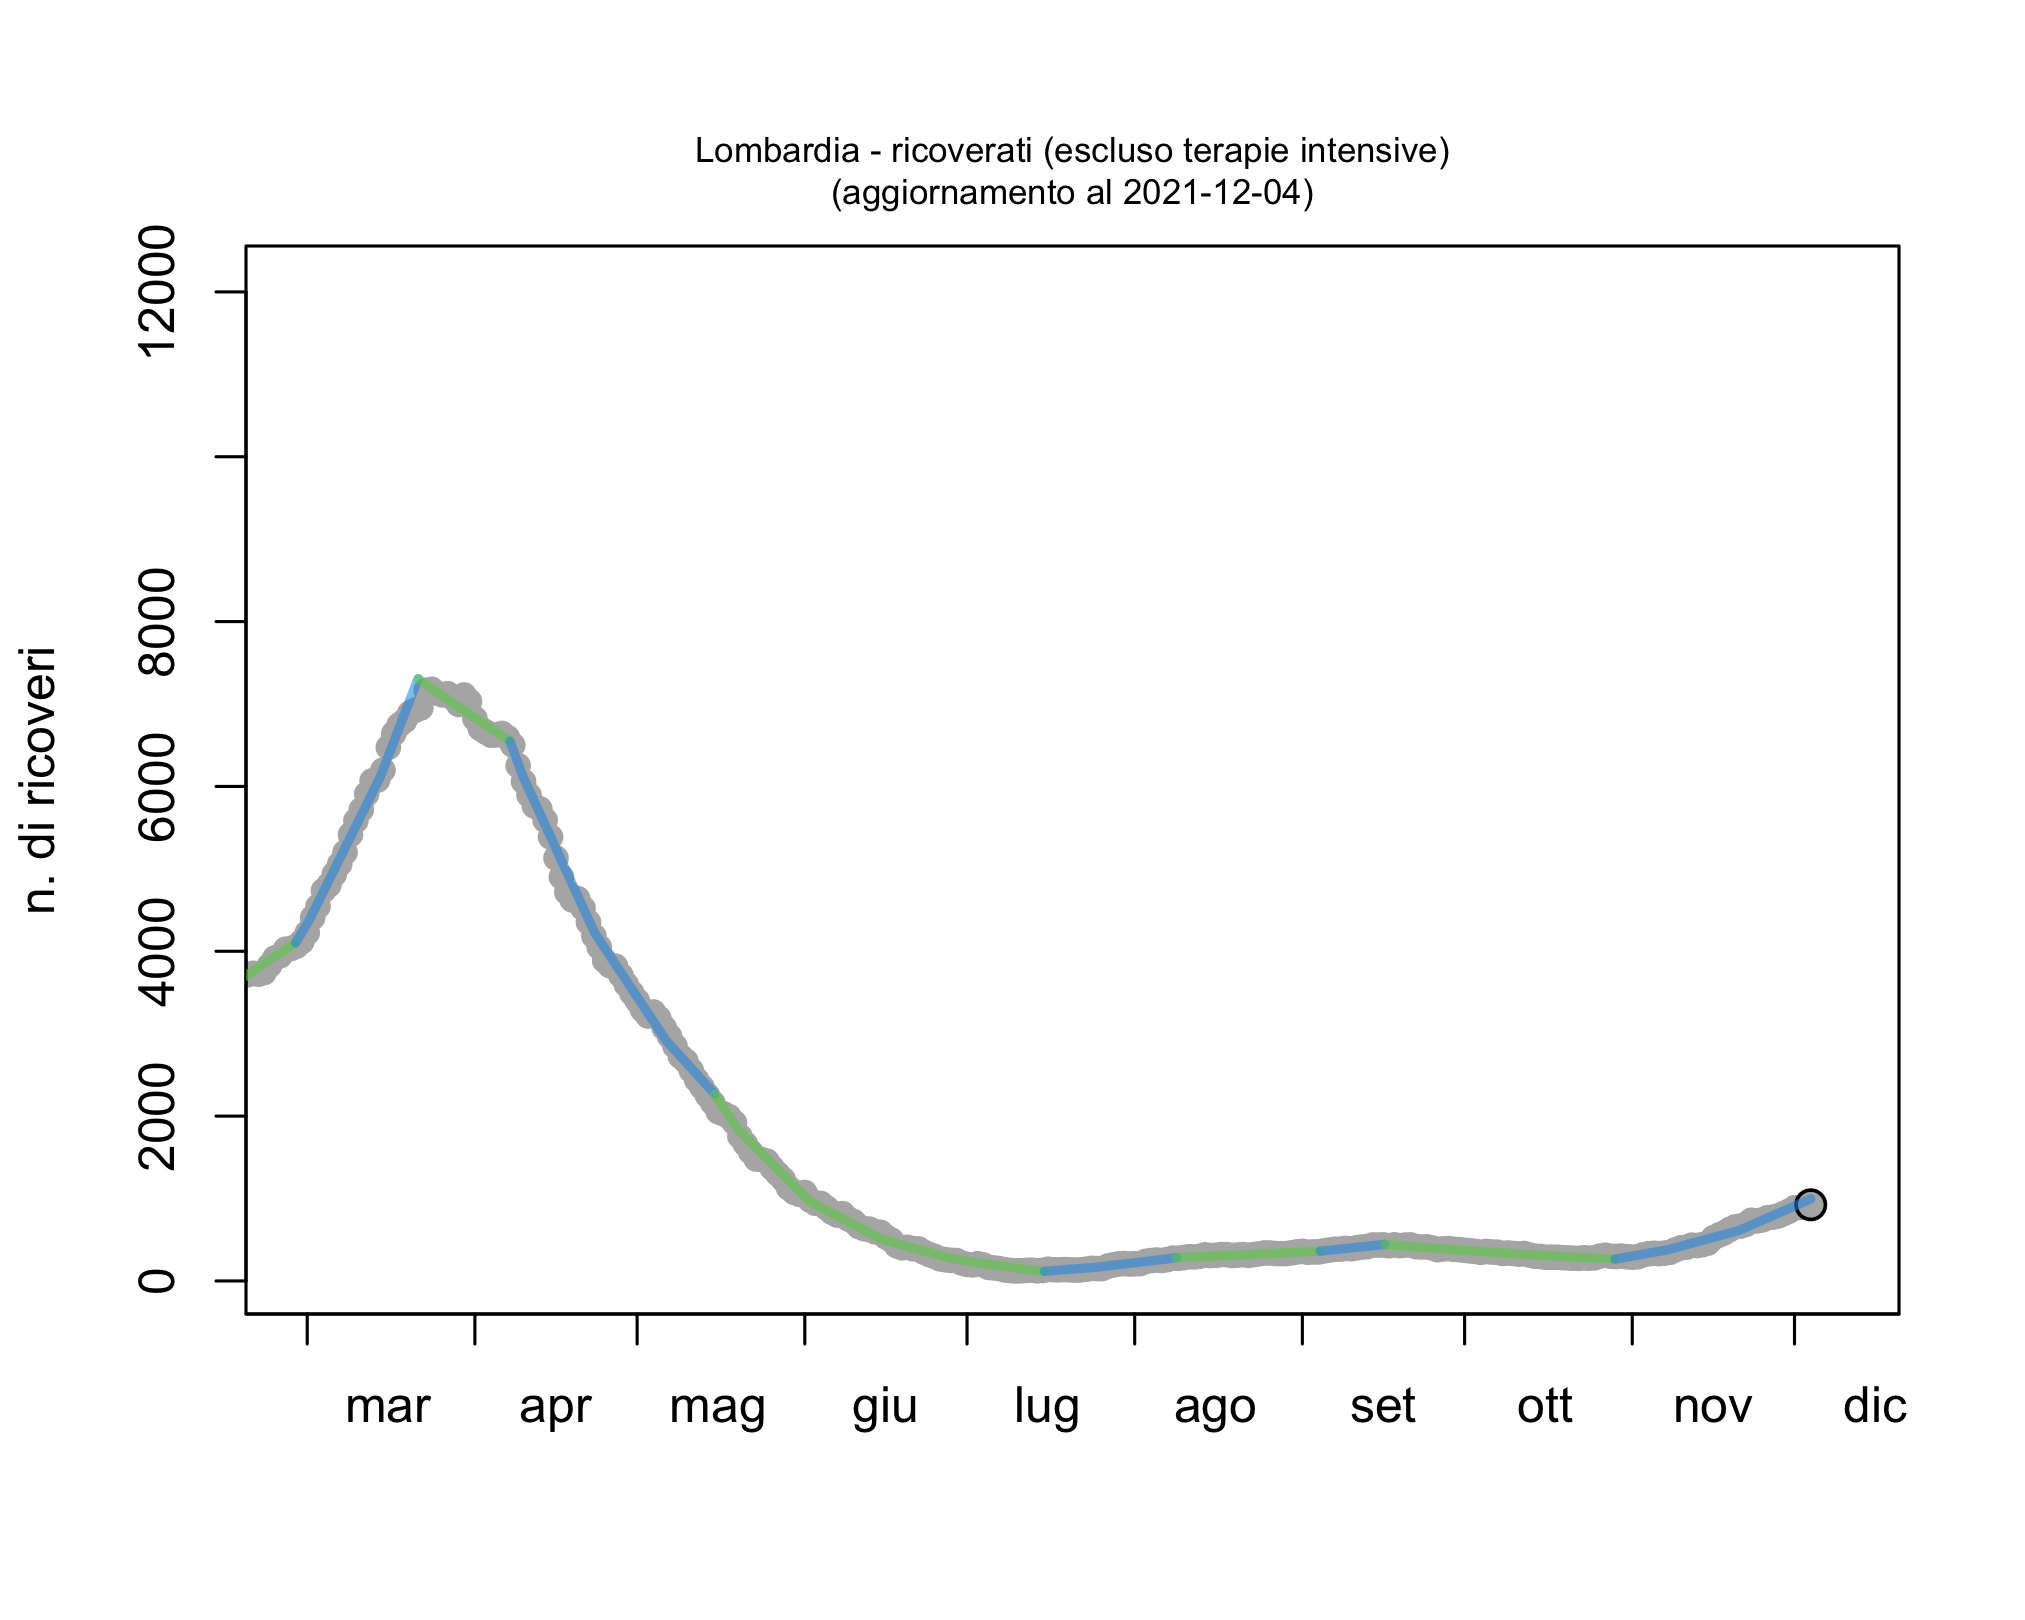 Lombardia - ricoverati (escluso terapie intensive)
(aggiornamento al 2021-12-04)
n. di ricoveri
12000
8000
6000
4000
2000
0
mar apr mag giu lug ago set ott nov dic